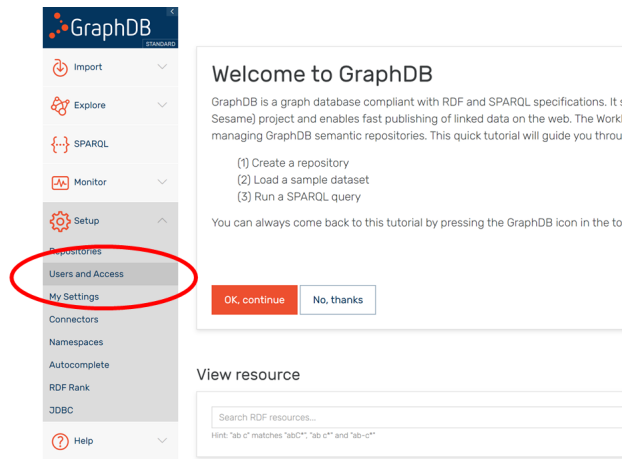 GraphDB
STANDARD
Import
Explore
SPARQL
Monitor
Setup
Repositories
Users and Access
My Settings
Connectors
Namespaces
Autocomplete
RDF Rank
JDBC
Help
Welcome to GraphDB
GraphDB is a graph database compliant with RDF and SPARQL specifications. It s
Sesame) project and enables fast publishing of linked data on the web. The Work
managing GraphDB semantic repositories. This quick tutorial will guide you throu
(1) Create a repository
(2) Load a sample dataset
(3) Run a SPARQL query
You can always come back to this tutorial by pressing the GraphDB icon in the to
OK, continue
No, thanks
View resource
Search RDF resources...
Hint: "ab c" matches "abC*", "ab c*" and "ab-c*"